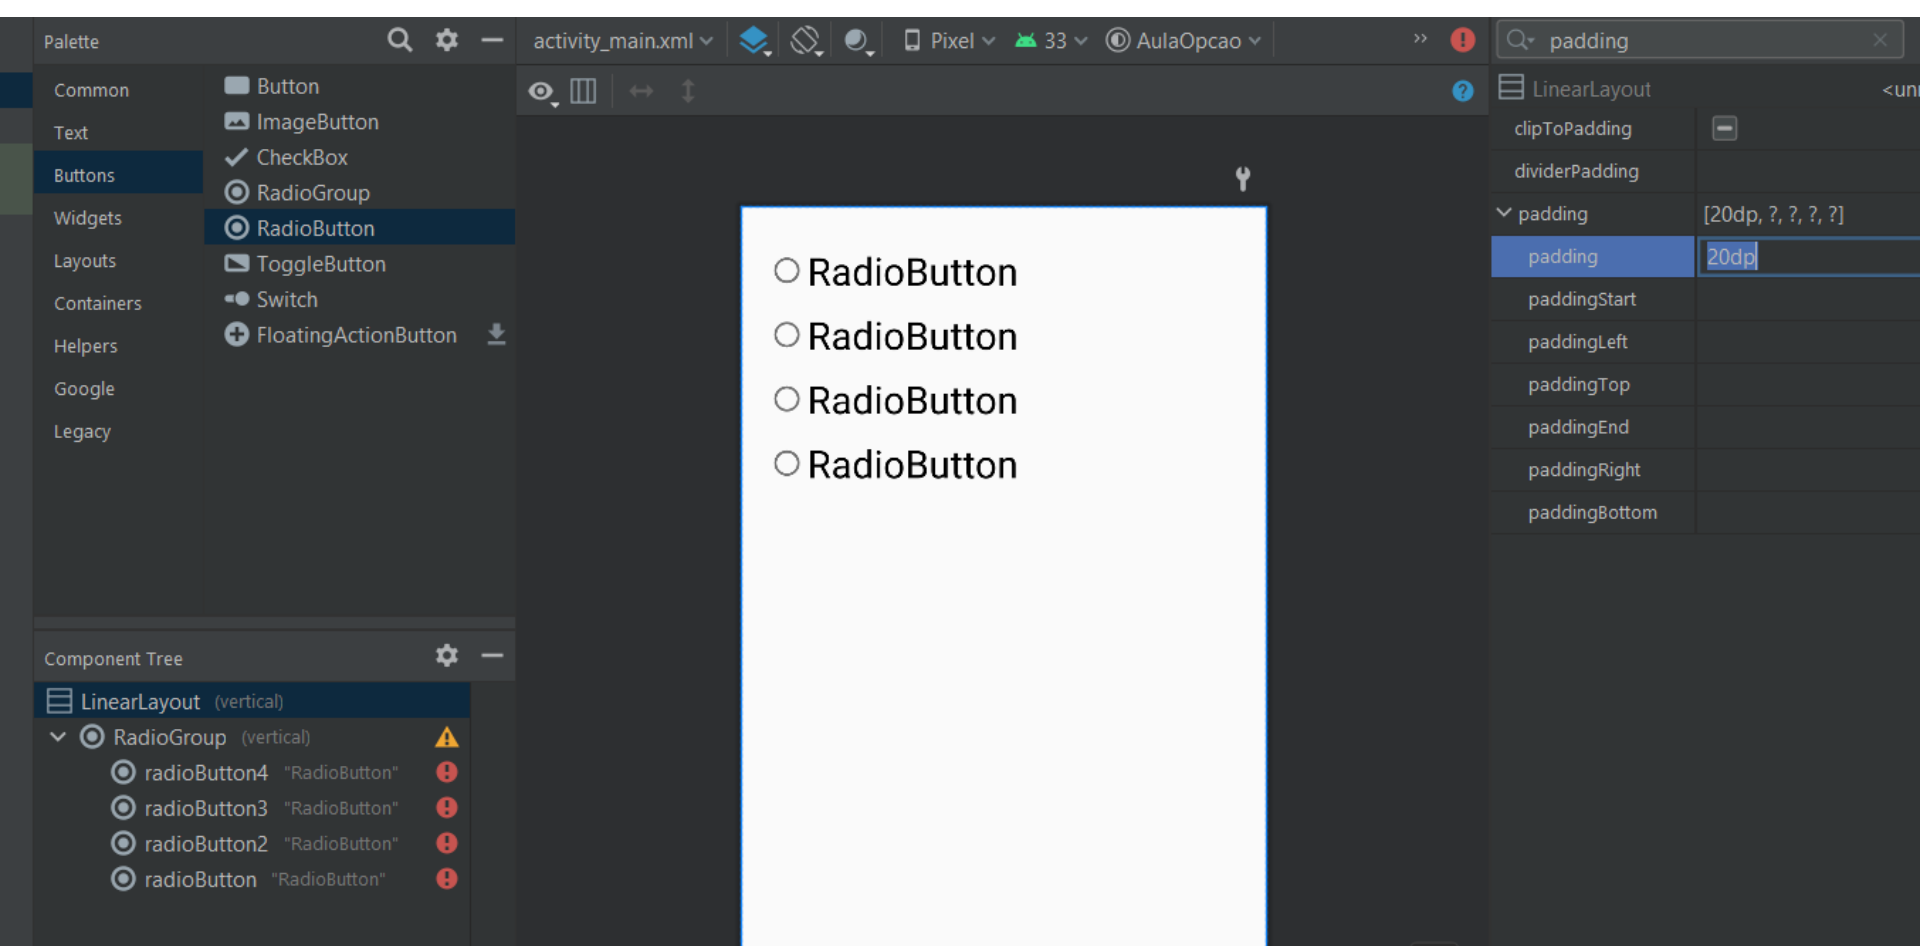 Palette
Common
Text
Buttons
Widgets
Layouts
Containers
Helpers
Google
Legacy
Button
ImageButton
CheckBox
RadioGroup
RadioButton
ToggleButton
Switch
FloatingActionButton
Component Tree
LinearLayout (vertical)
RadioGroup (vertical)
radioButton4 "RadioButton"
radioButton3 "RadioButton"
radioButton2 "RadioButton"
radioButton "RadioButton"
activity_main.xml Pixel 33 AulaOpcao
RadioButton
RadioButton
RadioButton
RadioButton
padding
LinearLayout <un
clipToPadding
dividerPadding
padding [20dp, ?, ?, ?, ?]
padding 20dp
paddingStart
paddingLeft
paddingTop
paddingEnd
paddingRight
paddingBottom